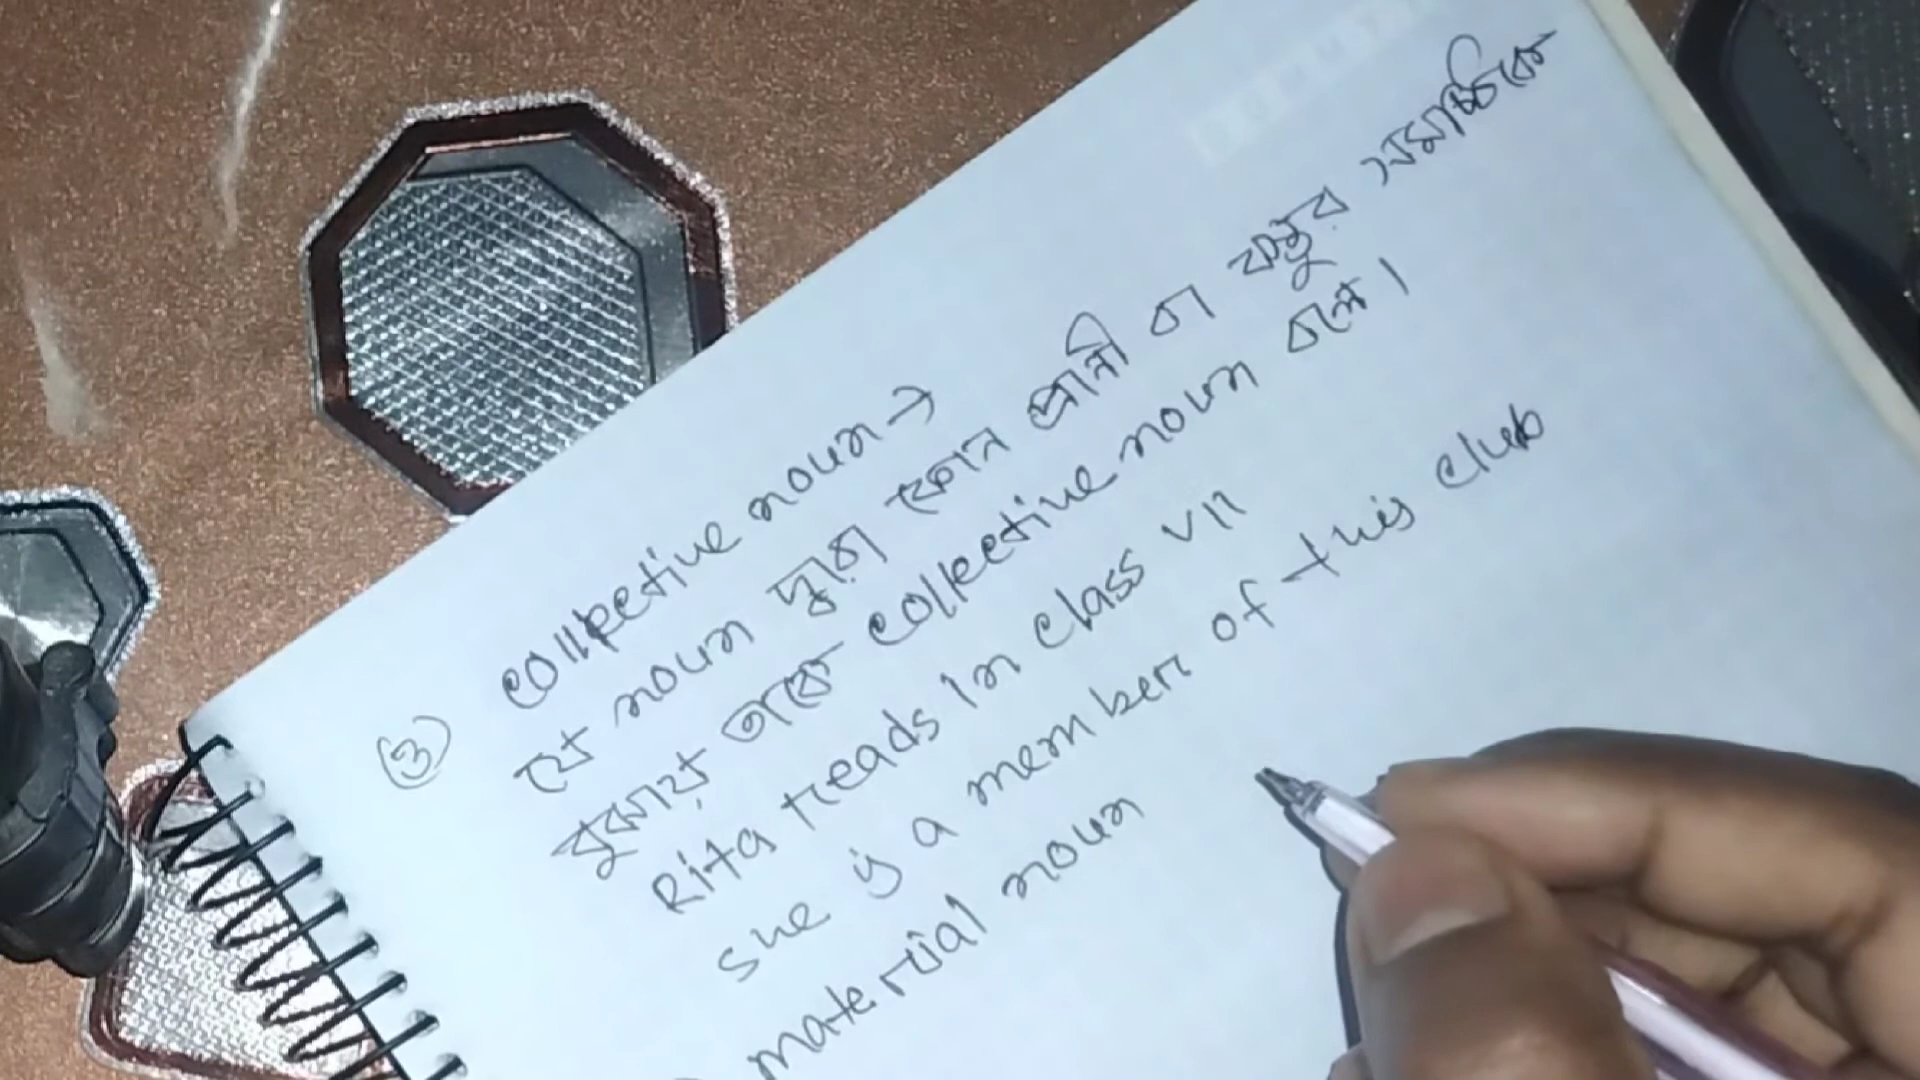 ③ collective noun →
যে noun দ্বারা কোন প্রানী বা বস্তুর সমষ্টিকে
বুঝায় তাকে collective noun বলে।
Rita reads in class VII
She is a member of this club
material noun